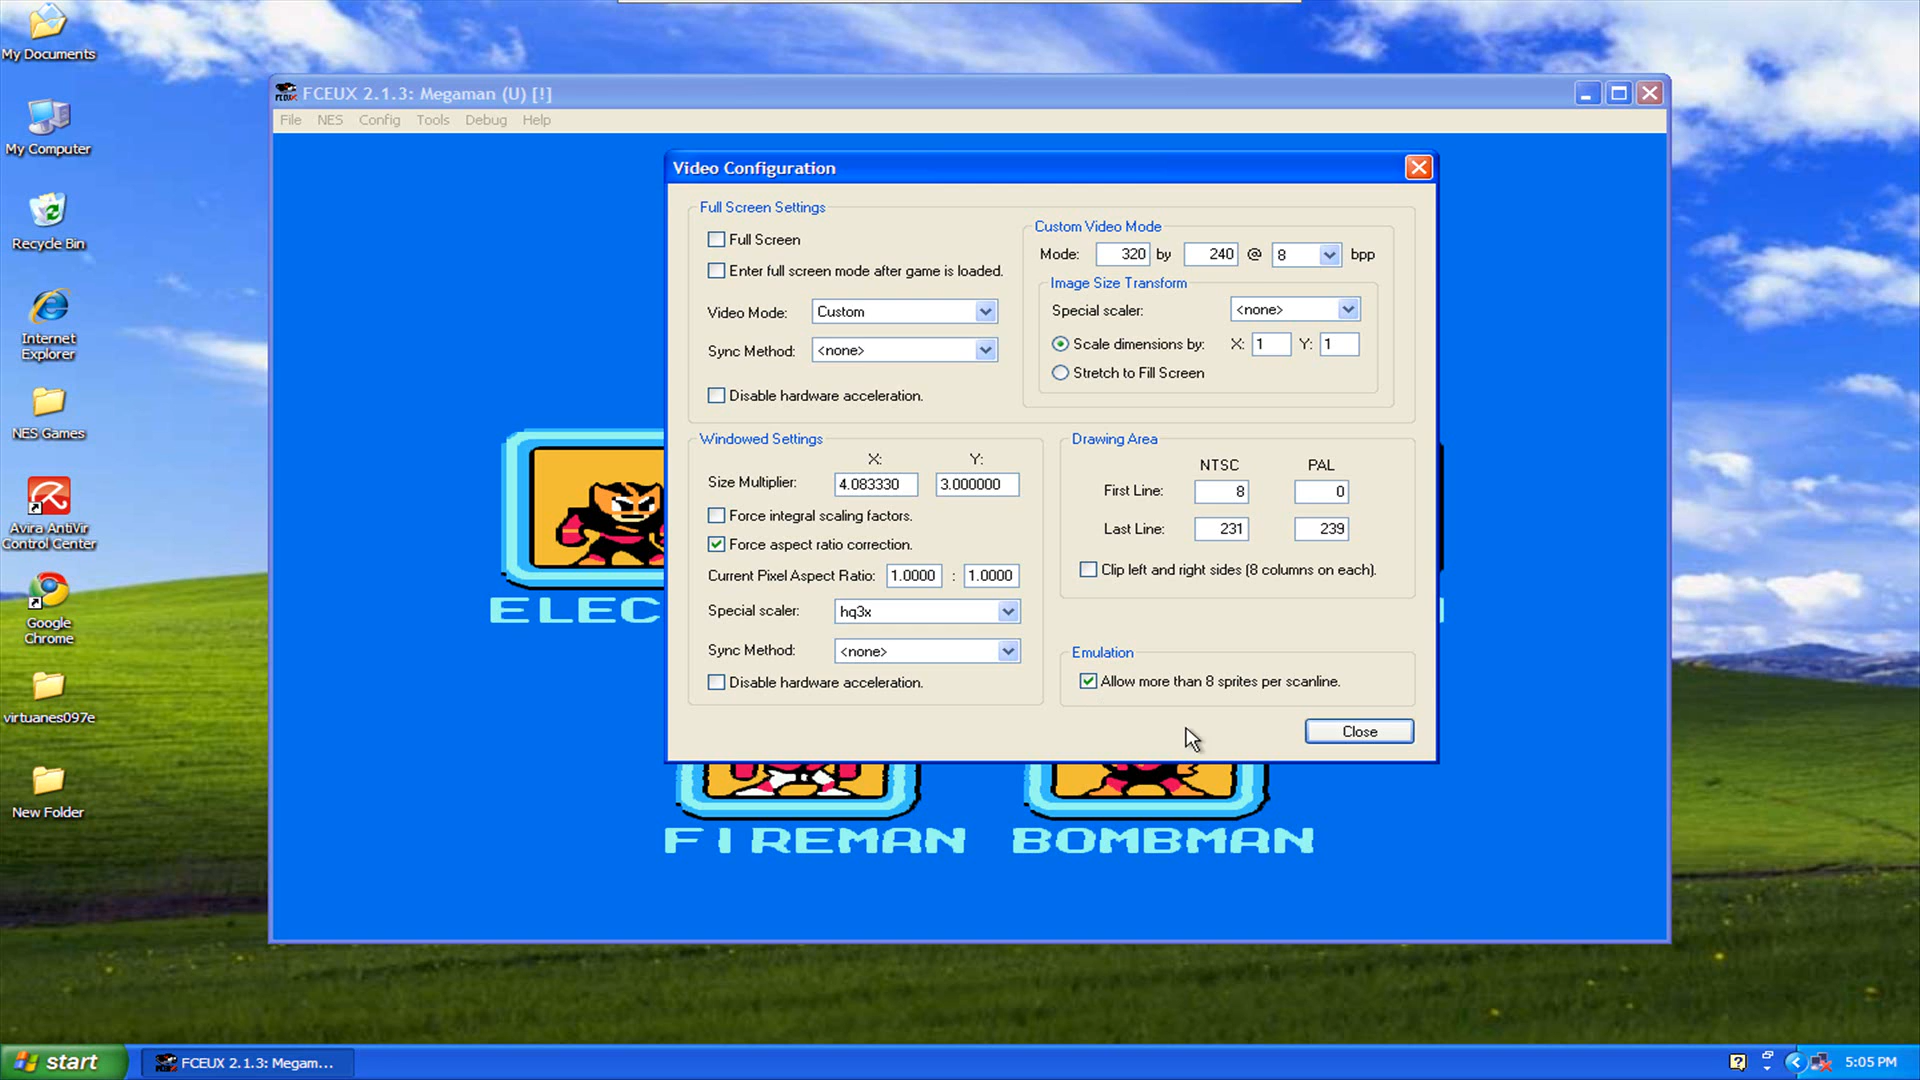 My Documents
My Computer
Recycle Bin
Internet
Explorer
NES Games
Avira AntiVir
Control Center
Google
Chrome
virtuanes097e
New Folder
FCEUX 2.1.3: Megaman (U) [!]
File NES Config Tools Debug Help
Video Configuration
Full Screen Settings
Full Screen
Enter full screen mode after game is loaded.
Video Mode: Custom
Sync Method: <none>
Disable hardware acceleration.
Custom Video Mode
Mode: 320 by 240 @ 8 bpp
Image Size Transform
Special scaler: <none>
Scale dimensions by: X: 1 Y: 1
Stretch to Fill Screen
Windowed Settings
X: Y:
Size Multiplier: 4.083330 3.000000
Force integral scaling factors.
Force aspect ratio correction.
Current Pixel Aspect Ratio: 1.0000 : 1.0000
Special scaler: hq3x
Sync Method: <none>
Disable hardware acceleration.
Drawing Area
NTSC PAL
First Line: 8 0
Last Line: 231 239
Clip left and right sides (8 columns on each).
Emulation
Allow more than 8 sprites per scanline.
Close
ELEC
FIREMAN BOMBMAN
start
FCEUX 2.1.3: Megam...
5:05 PM